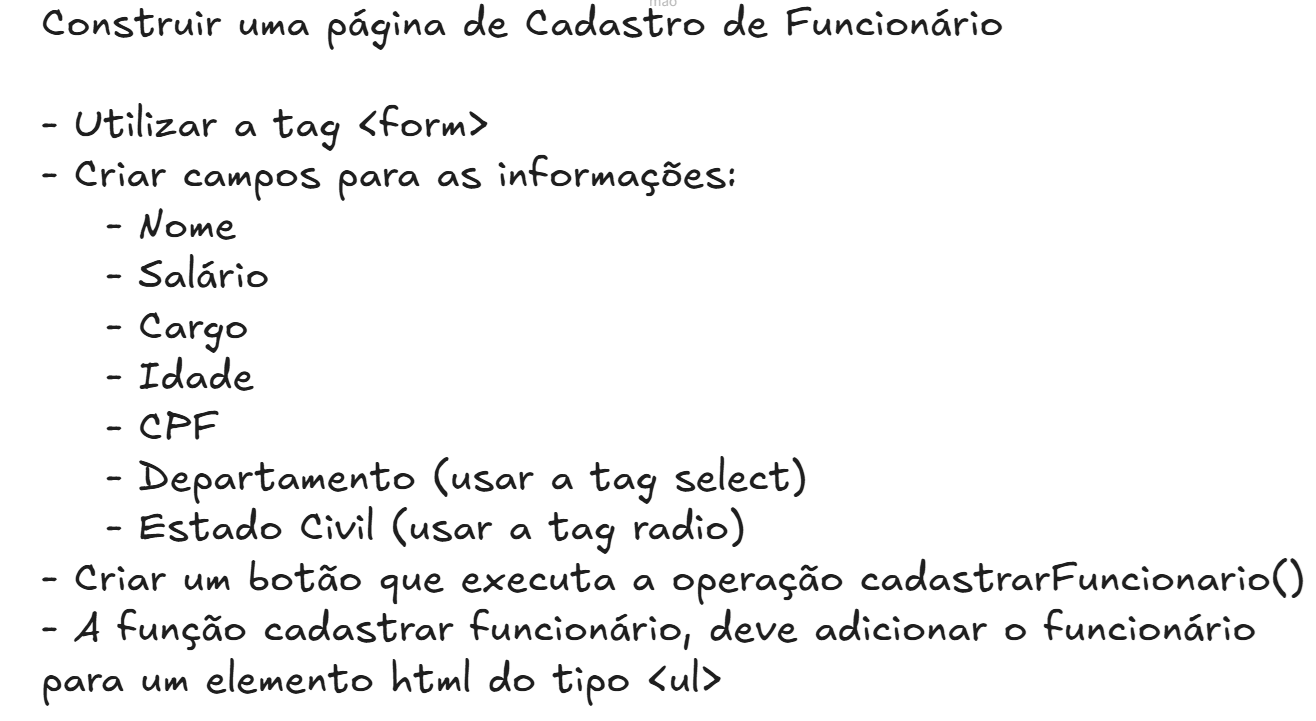 mão
Construir uma página de Cadastro de Funcionário
- Utilizar a tag <form>
- Criar campos para as informações:
- Nome
- Salário
- Cargo
- Idade
- CPF
- Departamento (usar a tag select)
- Estado Civil (usar a tag radio)
- Criar um botão que executa a operação cadastrarFuncionario()
- A função cadastrar funcionário, deve adicionar o funcionário
para um elemento html do tipo <ul>